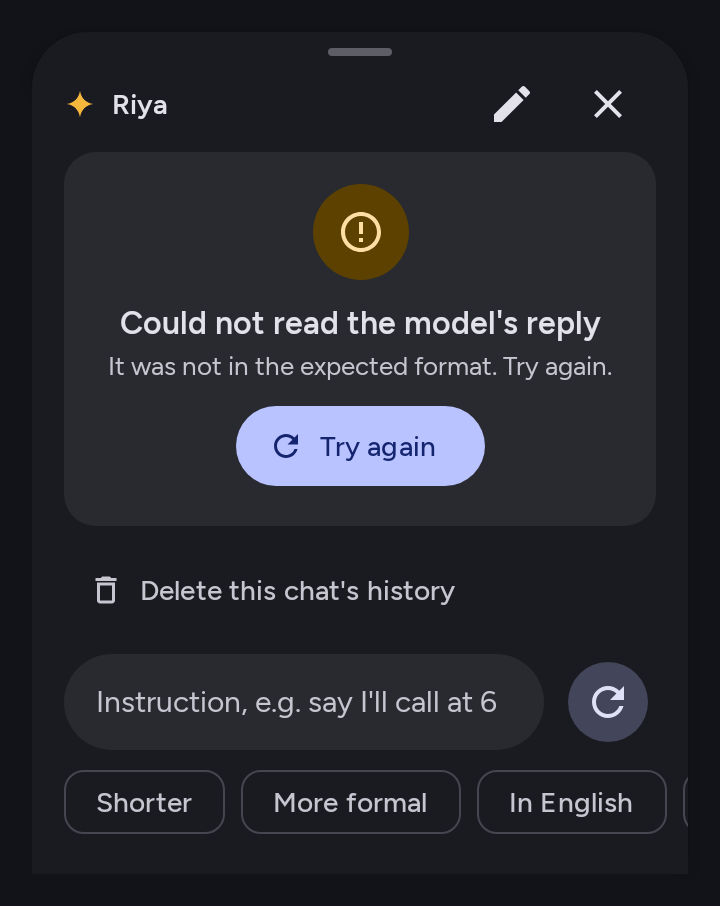 Riya
Could not read the model's reply
It was not in the expected format. Try again.
Try again
Delete this chat's history
Instruction, e.g. say I'll call at 6
Shorter
More formal
In English